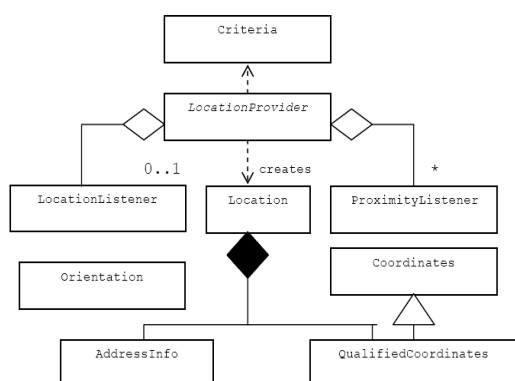 Criteria
LocationProvider
0..1
creates
*
LocationListener
Location
ProximityListener
Orientation
Coordinates
AddressInfo
QualifiedCoordinates